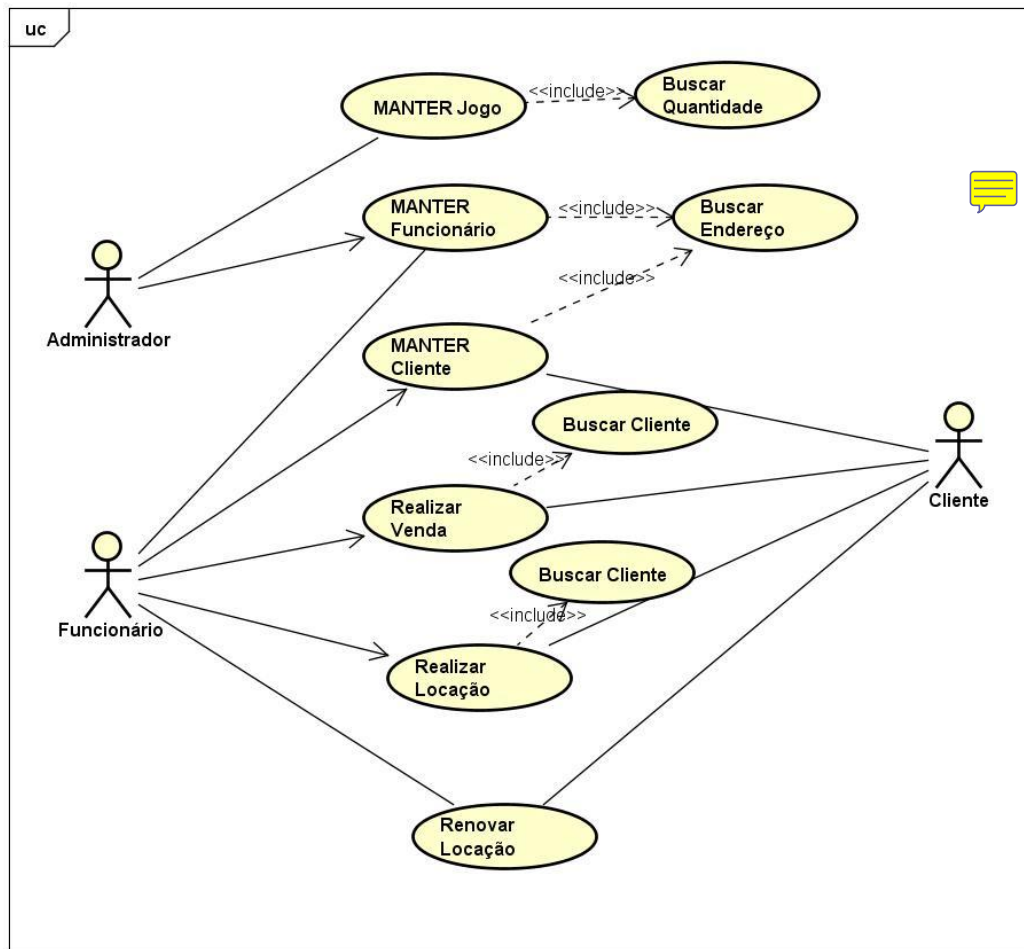 uc
MANTER Jogo
<<include>>
Buscar
Quantidade
MANTER
Funcionário
<<include>>
Buscar
Endereço
<<include>>
Administrador
MANTER
Cliente
Buscar Cliente
<<include>>
Cliente
Realizar
Venda
Buscar Cliente
<<include>>
Funcionário
Realizar
Locação
Renovar
Locação